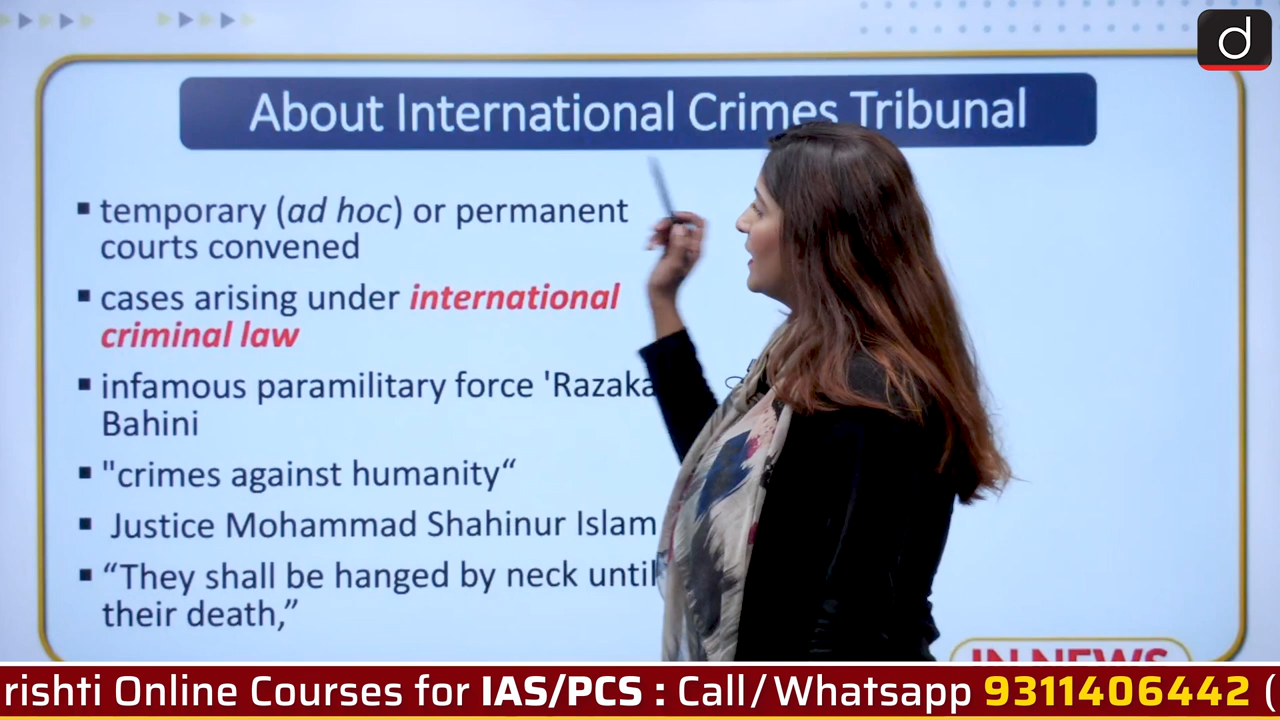 d
About International Crimes Tribunal
▪ temporary (ad hoc) or permanent
courts convened
▪ cases arising under international
criminal law
▪ infamous paramilitary force 'Razaka
Bahini
▪ "crimes against humanity“
▪ Justice Mohammad Shahinur Islam
▪ “They shall be hanged by neck until
their death,”
IN NEWS
rishti Online Courses for IAS/PCS : Call/Whatsapp 9311406442 (